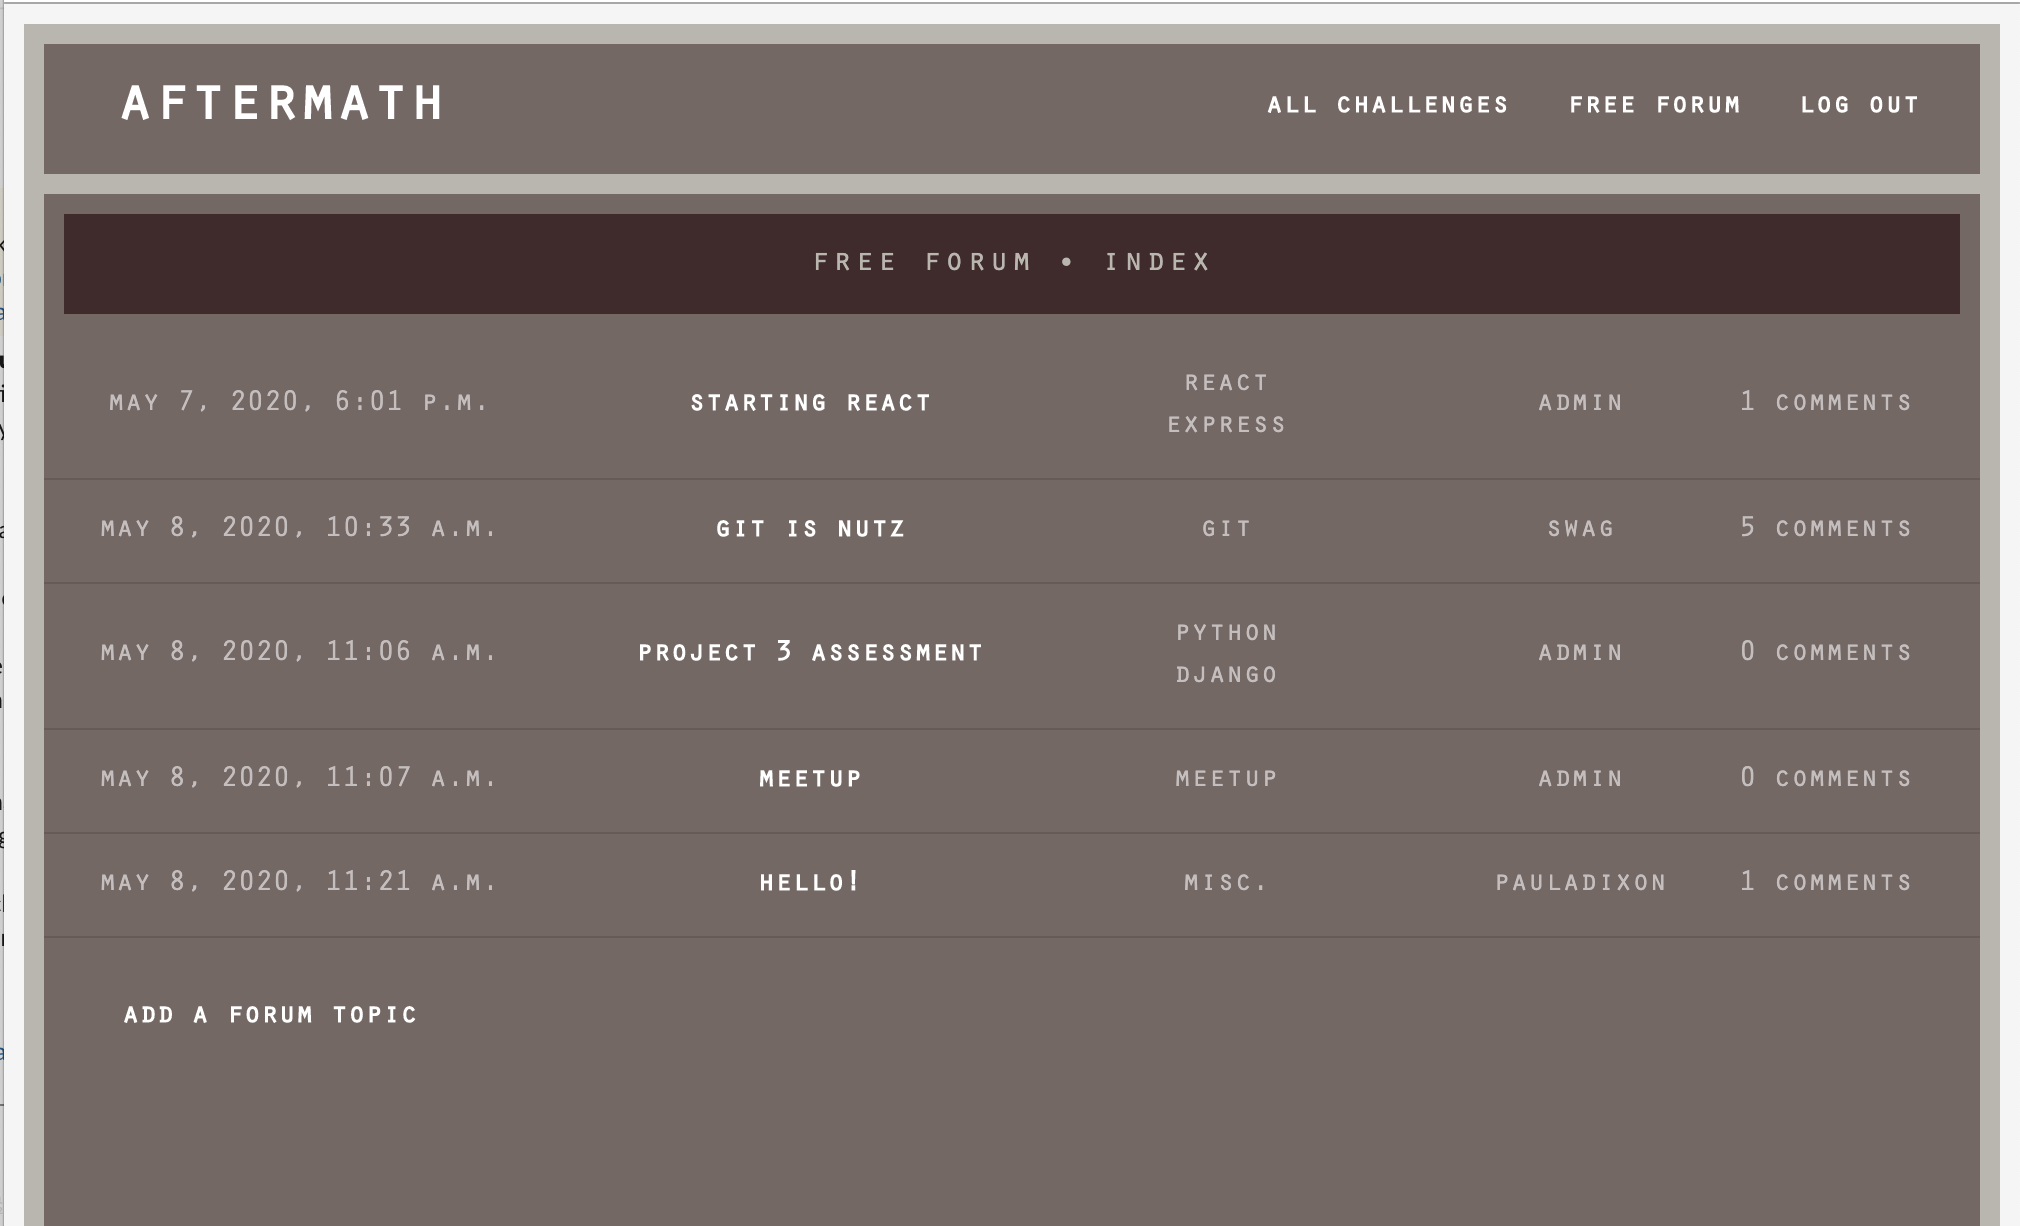 AFTERMATH
ALL CHALLENGES FREE FORUM LOG OUT
FREE FORUM • INDEX
MAY 7, 2020, 6:01 P.M. STARTING REACT REACT EXPRESS ADMIN 1 COMMENTS
MAY 8, 2020, 10:33 A.M. GIT IS NUTZ GIT SWAG 5 COMMENTS
MAY 8, 2020, 11:06 A.M. PROJECT 3 ASSESSMENT PYTHON DJANGO ADMIN 0 COMMENTS
MAY 8, 2020, 11:07 A.M. MEETUP MEETUP ADMIN 0 COMMENTS
MAY 8, 2020, 11:21 A.M. HELLO! MISC. PAULADIXON 1 COMMENTS
ADD A FORUM TOPIC